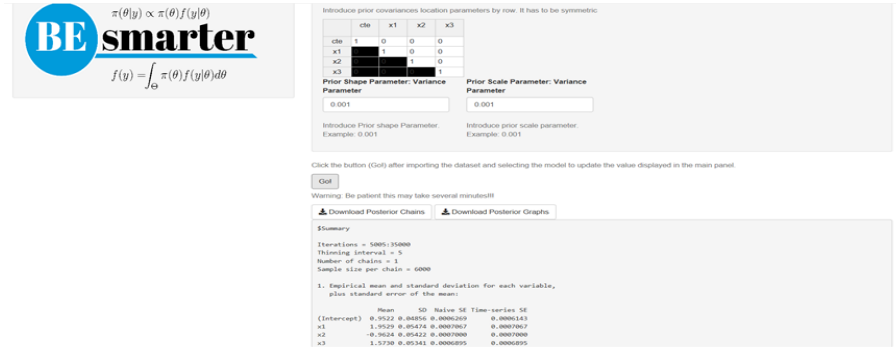 π(θ|y) ∝ π(θ)f(y|θ)
BE smarter
f(y) = ∫Θ π(θ)f(y|θ)dθ
Introduce prior covariances location parameters by row. It has to be symmetric
cte x1 x2 x3
cte 1 0 0 0
x1 1 0 0
x2 1 0
x3 1
Prior Shape Parameter: Variance Parameter
0.001
Introduce Prior shape Parameter.
Example: 0.001
Prior Scale Parameter: Variance Parameter
0.001
Introduce prior scale parameter.
Example: 0.001
Click the button (Go!) after importing the dataset and selecting the model to update the value displayed in the main panel.
Go!
Warning: Be patient this may take several minutes!!!
Download Posterior Chains Download Posterior Graphs
$Summary
Iterations = 5005:35000
Thinning interval = 5
Number of chains = 1
Sample size per chain = 6000
1. Empirical mean and standard deviation for each variable,
plus standard error of the mean:
Mean SD Naive SE Time-series SE
(Intercept) 0.9522 0.04856 0.0006269 0.0006143
x1 1.9529 0.05474 0.0007067 0.0007067
x2 -0.9624 0.05422 0.0007000 0.0007000
x3 1.5730 0.05341 0.0006895 0.0006895